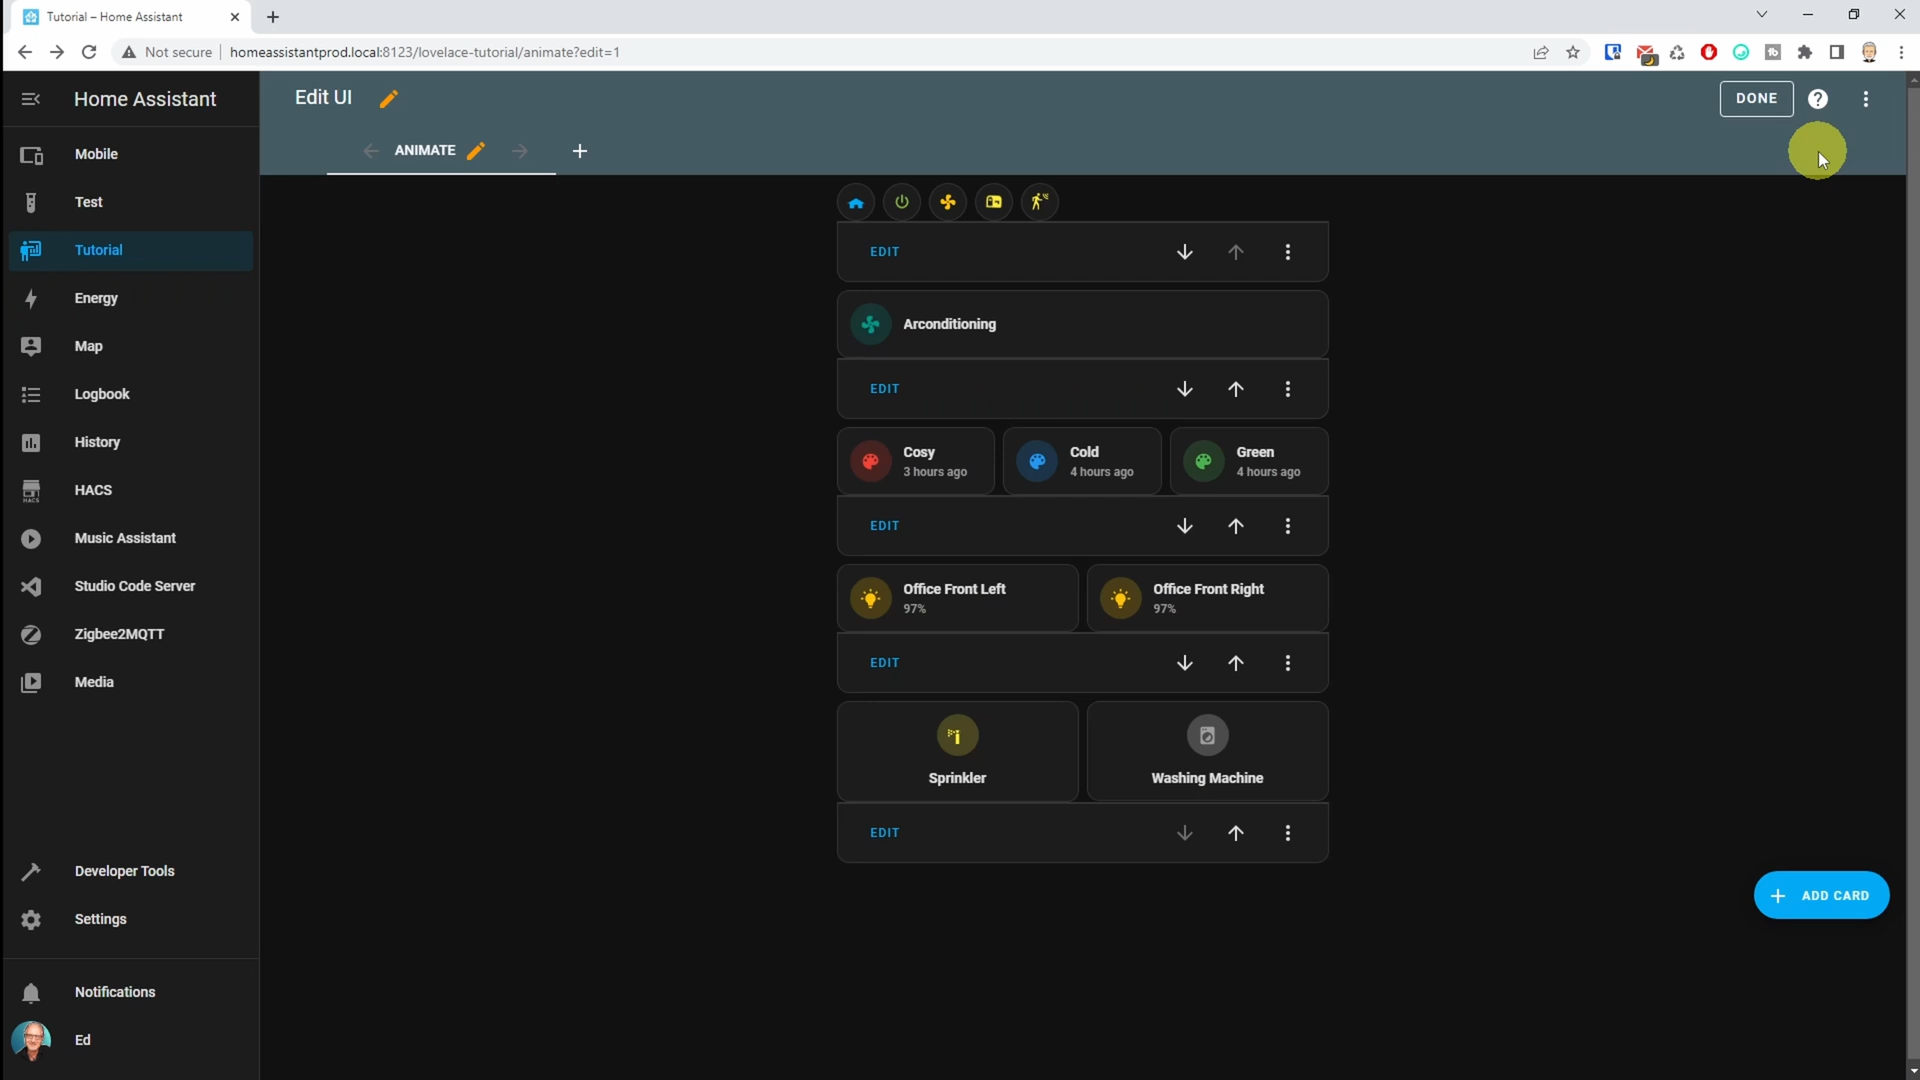 Tutorial – Home Assistant
Not secure
homeassistantprod.local:8123/lovelace-tutorial/animate?edit=1
Home Assistant
Edit UI
DONE
ANIMATE
Mobile
Test
Tutorial
Energy
Map
Logbook
History
HACS
HACS
Music Assistant
Studio Code Server
Zigbee2MQTT
Media
Developer Tools
Settings
Notifications
Ed
EDIT
Arconditioning
EDIT
Cosy
3 hours ago
Cold
4 hours ago
Green
4 hours ago
EDIT
Office Front Left
97%
Office Front Right
97%
EDIT
Sprinkler
Washing Machine
EDIT
ADD CARD